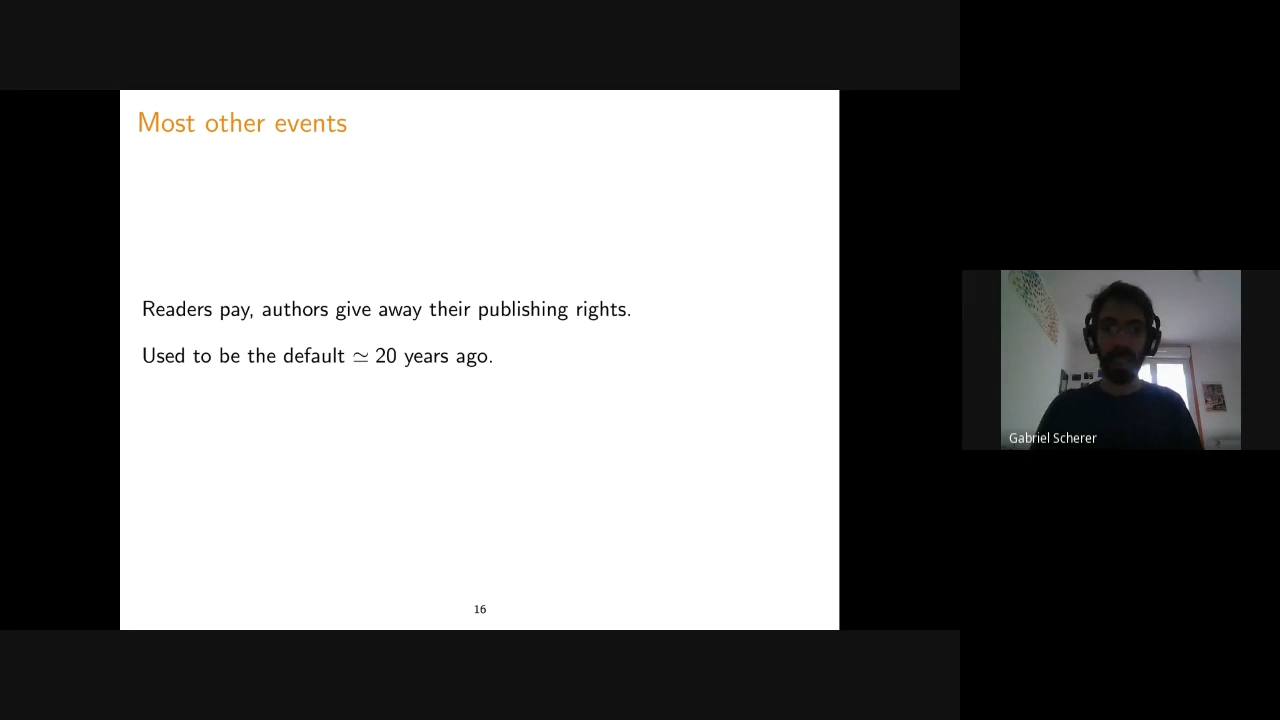 Most other events
Readers pay, authors give away their publishing rights.
Used to be the default ≃ 20 years ago.
16
Gabriel Scherer